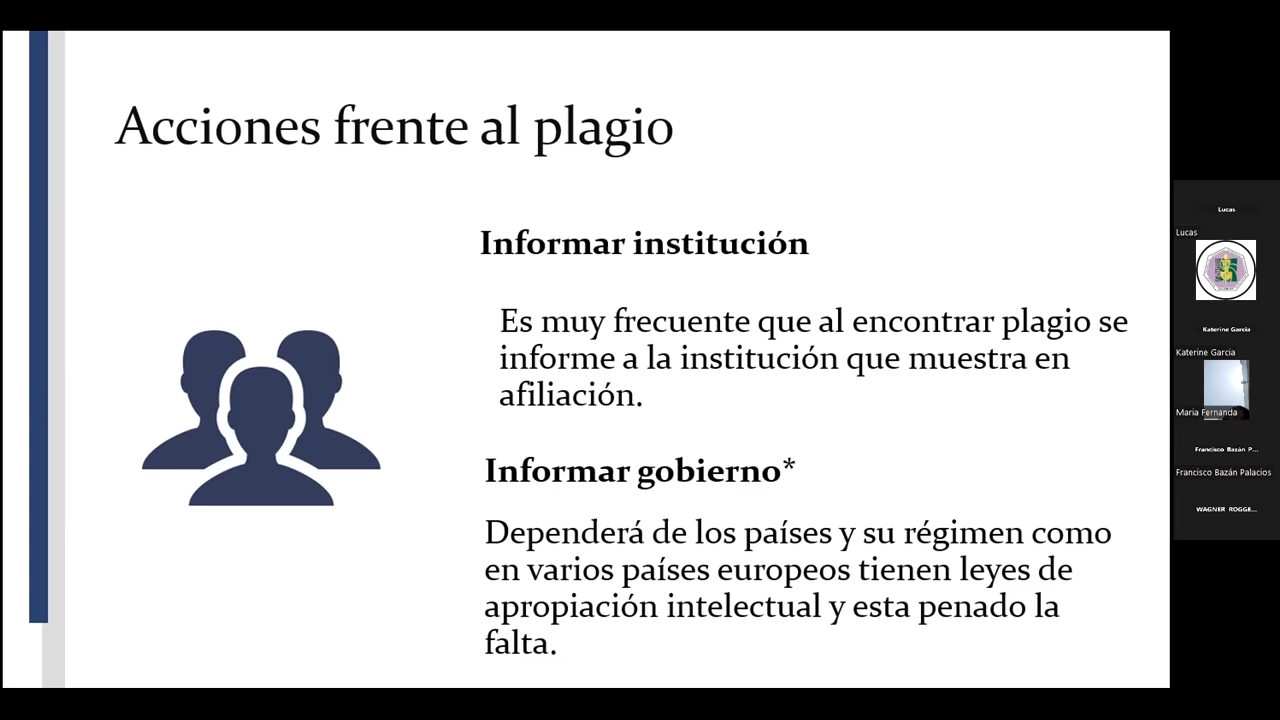 Acciones frente al plagio
Informar institución
Es muy frecuente que al encontrar plagio se
informe a la institución que muestra en
afiliación.
Informar gobierno*
Dependerá de los países y su régimen como
en varios países europeos tienen leyes de
apropiación intelectual y esta penado la
falta.
Lucas
Lucas
Katerine Garcia
Katerine Garcia
Maria Fernanda
Francisco Bazán P...
Francisco Bazán Palacios
WAGNER ROGGE...